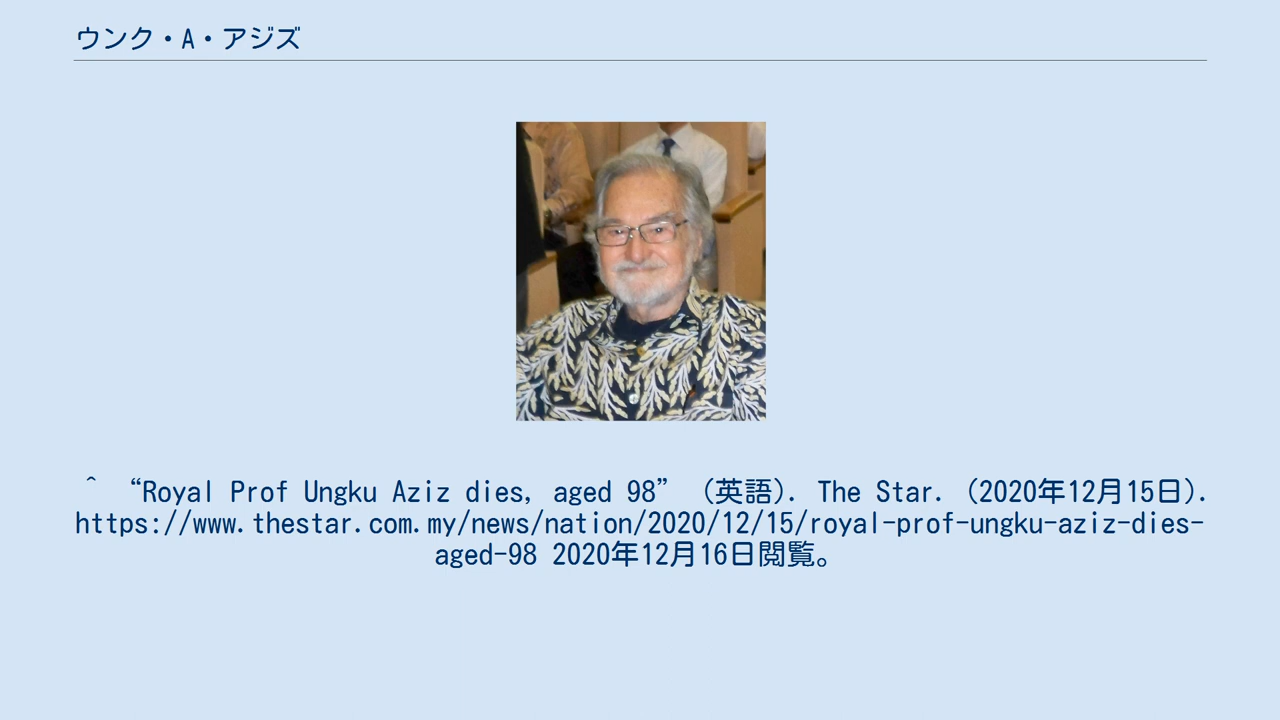 ウンク・A・アジズ
^ “Royal Prof Ungku Aziz dies, aged 98” (英語). The Star. (2020年12月15日).
https://www.thestar.com.my/news/nation/2020/12/15/royal-prof-ungku-aziz-dies-
aged-98 2020年12月16日閲覧。